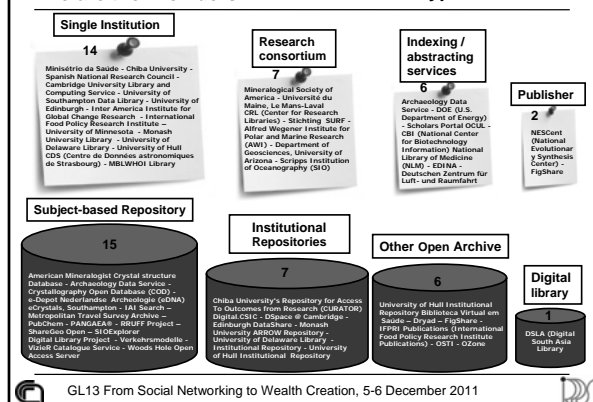 Single Institution
14
Ministério da Saúde - Chiba University -
Spanish National Research Council -
Cambridge University Library and
Computing Service - University of
Southampton Data Library - University of
Edinburgh - Inter America Institute for
Global Change Research - International
Food Policy Research Institute –
University of Minnesota - Monash
University Library - University of
Delaware Library - University of Hull
CDS (Centre de Données astronomiques
de Strasbourg) - MBLWHOI Library
Research
consortium
7
Mineralogical Society of
America - Université du
Maine, Le Mans-Laval
CRL (Center for Research
Libraries) - Stichting SURF -
Alfred Wegener Institute for
Polar and Marine Research
(AWI) - Department of
Geosciences, University of
Arizona - Scripps Institution
of Oceanography (SIO)
Indexing /
abstracting
services
6
Archaeology Data
Service - DOE (U.S.
Department of Energy)
- Scholars Portal OCUL -
CBI (National Center
for Biotechnology
Information) National
Library of Medicine
(NLM) - EDINA -
Deutschen Zentrum für
Luft- und Raumfahrt
Publisher
2
NESCent
(National
Evolutionar
y Synthesis
Center) -
FigShare
Subject-based Repository
15
American Mineralogist Crystal structure
Database - Archaeology Data Service -
Crystallography Open Database (COD) -
e-Depot Nederlandse Archeologie (eDNA)
eCrystals, Southampton - IAI Search –
Metropolitan Travel Survey Archive –
PubChem - PANGAEA® - RRUFF Project –
ShareGeo Open – SIOExplorer
Digital Library Project - Verkehrsmodelle -
VizieR Catalogue Service - Woods Hole Open
Access Server
Institutional
Repositories
7
Chiba University's Repository for Access
To Outcomes from Research (CURATOR)
Digital.CSIC - DSpace @ Cambridge -
Edinburgh DataShare - Monash
University ARROW Repository -
University of Delaware Library -
Institutional Repository - University
of Hull Institutional Repository
Other Open Archive
6
University of Hull Institutional
Repository Biblioteca Virtual em
Saúde – Dryad – FigShare -
IFPRI Publications (International
Food Policy Research Institute
Publications) - OSTI - OZone
Digital
library
1
DSLA (Digital
South Asia
Library
GL13 From Social Networking to Wealth Creation, 5-6 December 2011